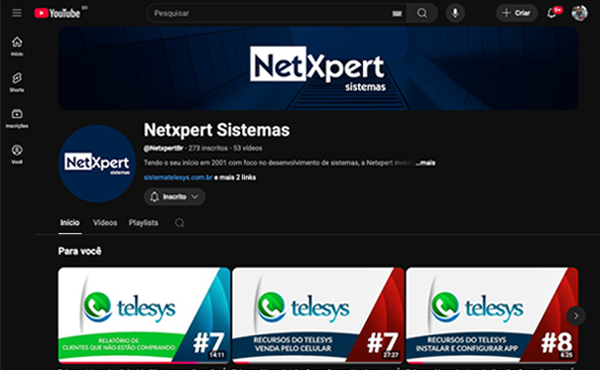 YouTube BR
Pesquisar
Criar
9+
Início
Shorts
Inscrições
Você
NetXpert
sistemas
NetXpert
sistemas
Netxpert Sistemas
@NetxpertBr · 273 inscritos · 53 vídeos
Tendo o seu início em 2001 com foco no desenvolvimento de sistemas, a Netxpert invest ...mais
sistematelesys.com.br e mais 2 links
Inscrito
Início Vídeos Playlists
Para você
telesys
RELATÓRIO DE
CLIENTES QUE NÃO ESTÃO COMPRANDO
#7
14:11
telesys
RECURSOS DO TELESYS
VENDA PELO CELULAR
#7
27:27
telesys
RECURSOS DO TELESYS
INSTALAR E CONFIGURAR APP
#8
6:25